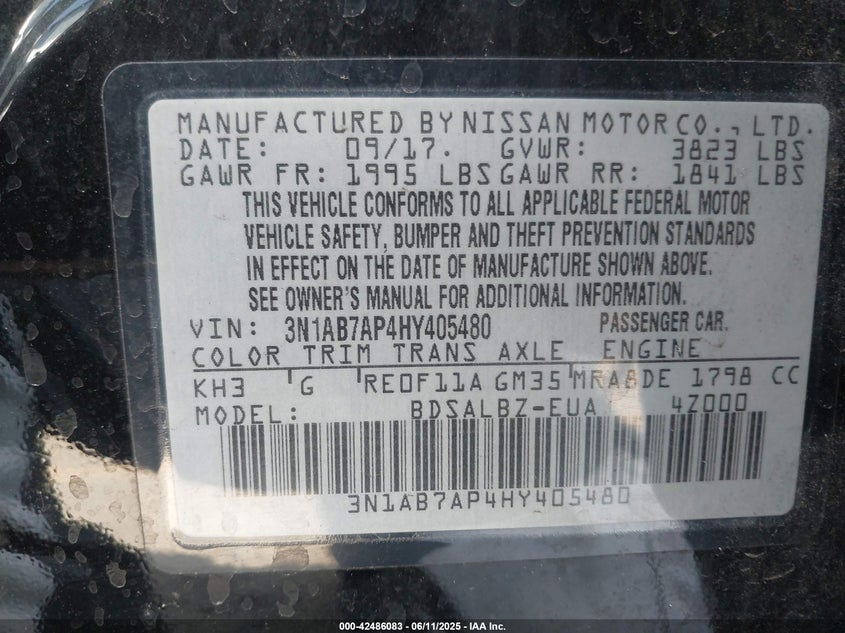 MANUFACTURED BY NISSAN MOTOR CO., LTD.
DATE: 09/17. GVWR: 3823 LBS
GAWR FR: 1995 LBS GAWR RR: 1841 LBS
THIS VEHICLE CONFORMS TO ALL APPLICABLE FEDERAL MOTOR
VEHICLE SAFETY, BUMPER AND THEFT PREVENTION STANDARDS
IN EFFECT ON THE DATE OF MANUFACTURE SHOWN ABOVE.
SEE OWNER'S MANUAL FOR ADDITIONAL INFORMATION.
VIN: 3N1AB7AP4HY405480 PASSENGER CAR.
COLOR TRIM TRANS AXLE ENGINE
KH3 G RE0F11A GM35 MRA8DE 1798 CC
MODEL: BDSALBZ-EUA 4Z000
3N1AB7AP4HY405480
000-42486083 - 06/11/2025 - IAA Inc.